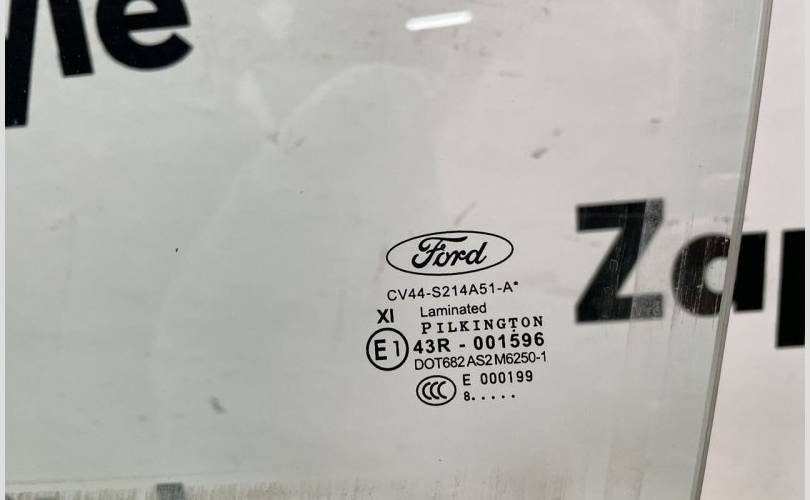 Ford
CV44-S214A51-A*
XI Laminated
PILKINGTON
E1 43R - 001596
DOT682 AS2 M6250-1
CCC E 000199
8.....